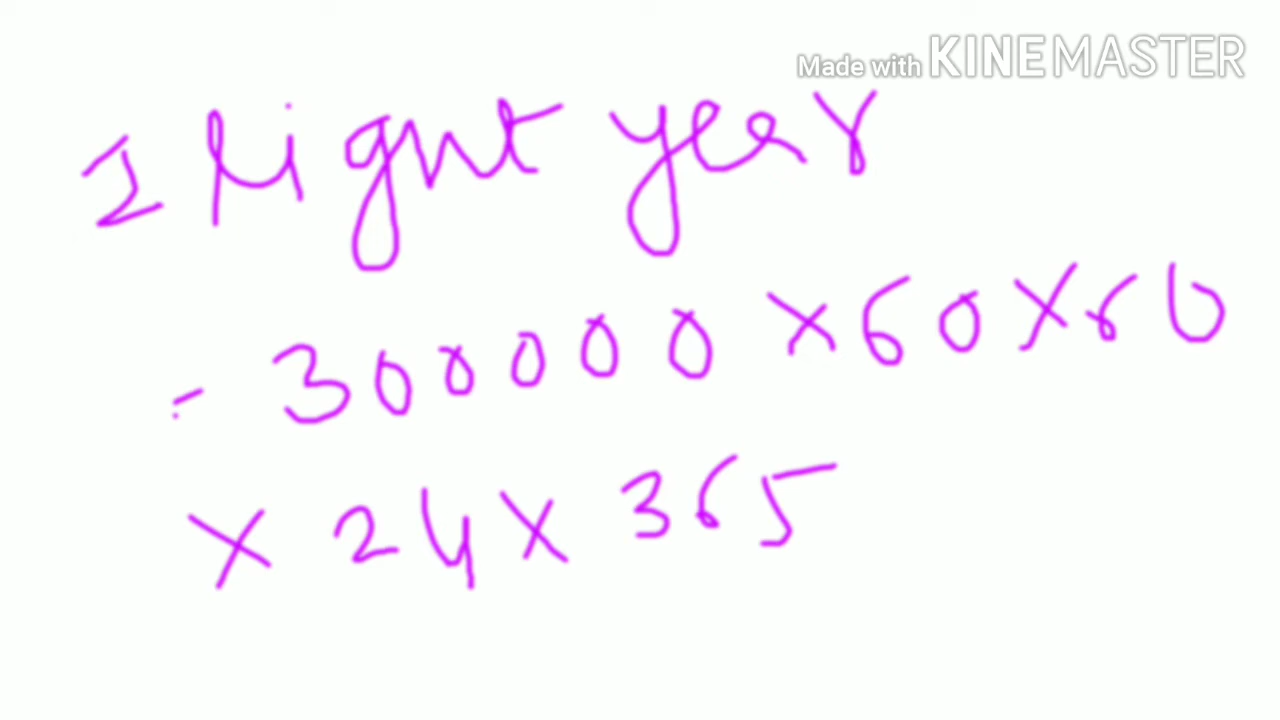 Made with KINEMASTER
1 light year
= 300000 x 60 x 60
x 24 x 365